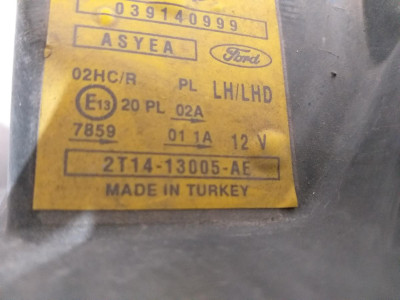 039140999
ASYEA
Ford
02HC/R PL LH/LHD
E13 20 PL 02A
7859 01 1A 12 V
2T14-13005-AE
MADE IN TURKEY